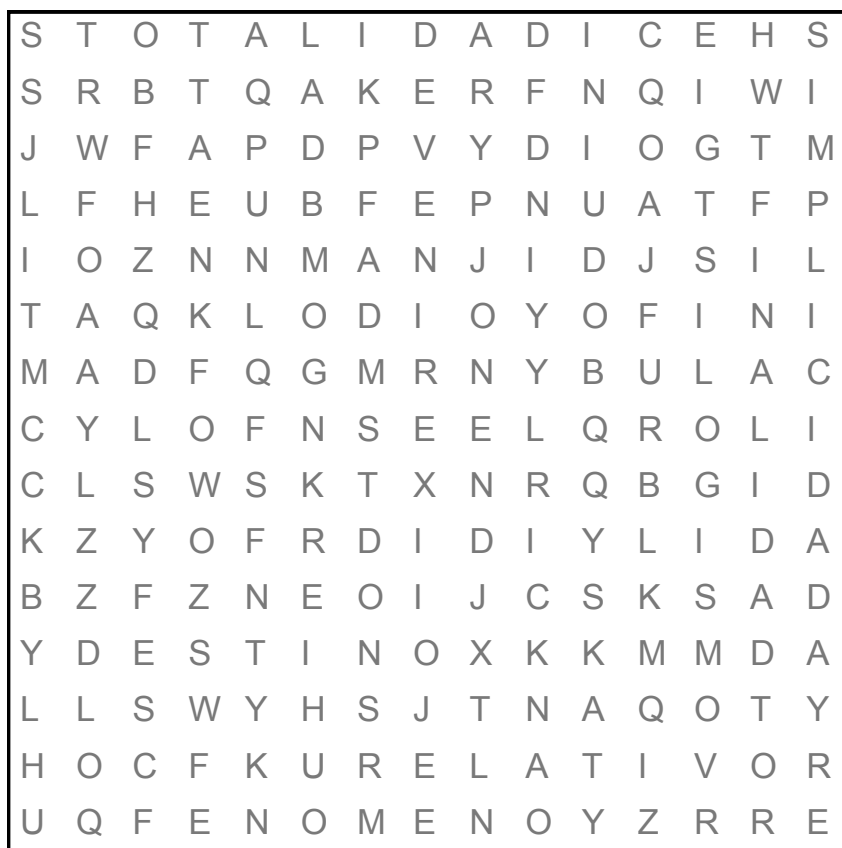 S T O T A L I D A D I C E H S
S R B T Q A K E R F N Q I W I
J W F A P D P V Y D I O G T M
L F H E U B F E P N U A T F P
I O Z N N M A N J I D J S I L
T A Q K L O D I O Y O F I N I
M A D F Q G M R N Y B U L A C
C Y L O F N S E E L Q R O L I
C L S W S K T X N R Q B G I D
K Z Y O F R D I D I Y L I D A
B Z F Z N E O I J C S K S A D
Y D E S T I N O X K K M M D A
L L S W Y H S J T N A Q O T Y
H O C F K U R E L A T I V O R
U Q F E N O M E N O Y Z R R E